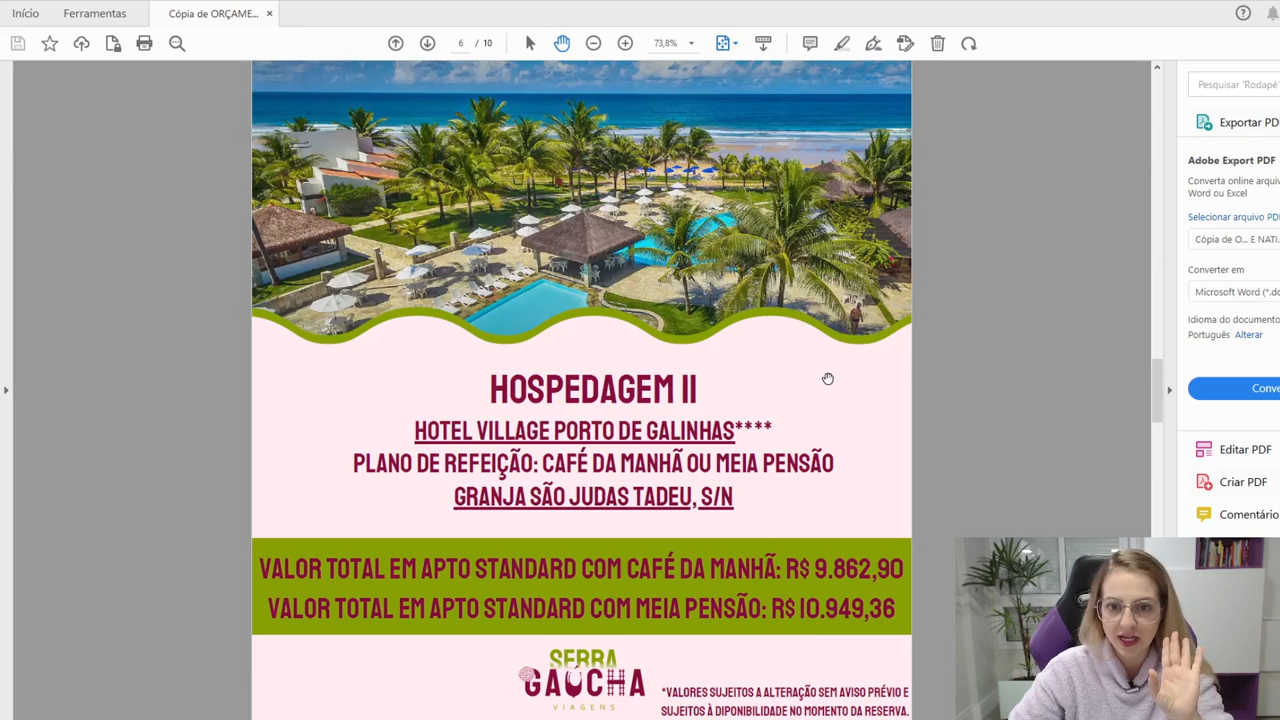 Início
Ferramentas
Cópia de ORÇAME...
6 / 10
73,8%
Pesquisar 'Rodapé'
Exportar PDF
Adobe Export PDF
Converta online arquiv
Word ou Excel
Selecionar arquivo PD
Cópia de O... E NATI...
Converter em
Microsoft Word (*.do
Idioma do documento
Português Alterar
Conve
Editar PDF
Criar PDF
Comentário
HOSPEDAGEM II
HOTEL VILLAGE PORTO DE GALINHAS****
PLANO DE REFEIÇÃO: CAFÉ DA MANHÃ OU MEIA PENSÃO
GRANJA SÃO JUDAS TADEU, S/N
VALOR TOTAL EM APTO STANDARD COM CAFÉ DA MANHÃ: R$ 9.862,90
VALOR TOTAL EM APTO STANDARD COM MEIA PENSÃO: R$ 10.949,36
SERRA
GAÚCHA
VIAGENS
*VALORES SUJEITOS A ALTERAÇÃO SEM AVISO PRÉVIO E
SUJEITOS À DIPONIBILIDADE NO MOMENTO DA RESERVA.